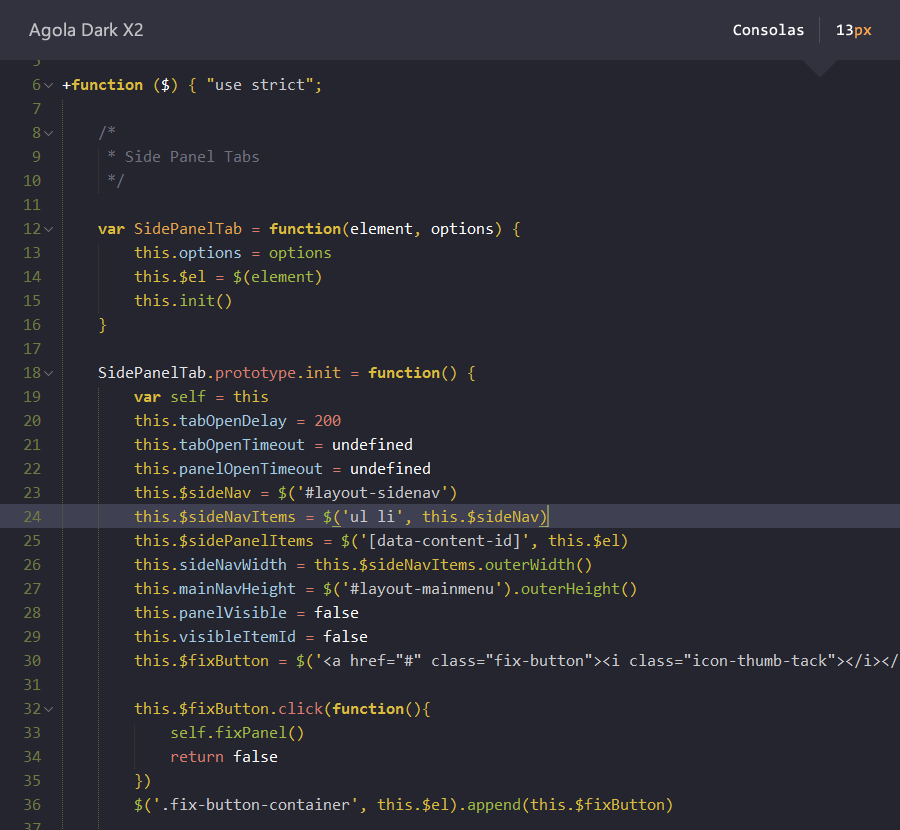 Agola Dark X2
Consolas
13px
5
6 +function ($) { "use strict";
7
8     /*
9      * Side Panel Tabs
10      */
11
12     var SidePanelTab = function(element, options) {
13         this.options = options
14         this.$el = $(element)
15         this.init()
16     }
17
18     SidePanelTab.prototype.init = function() {
19         var self = this
20         this.tabOpenDelay = 200
21         this.tabOpenTimeout = undefined
22         this.panelOpenTimeout = undefined
23         this.$sideNav = $('#layout-sidenav')
24         this.$sideNavItems = $('ul li', this.$sideNav)
25         this.$sidePanelItems = $('[data-content-id]', this.$el)
26         this.sideNavWidth = this.$sideNavItems.outerWidth()
27         this.mainNavHeight = $('#layout-mainmenu').outerHeight()
28         this.panelVisible = false
29         this.visibleItemId = false
30         this.$fixButton = $('<a href="#" class="fix-button"><i class="icon-thumb-tack"></i></
31
32         this.$fixButton.click(function(){
33             self.fixPanel()
34             return false
35         })
36         $('.fix-button-container', this.$el).append(this.$fixButton)
37